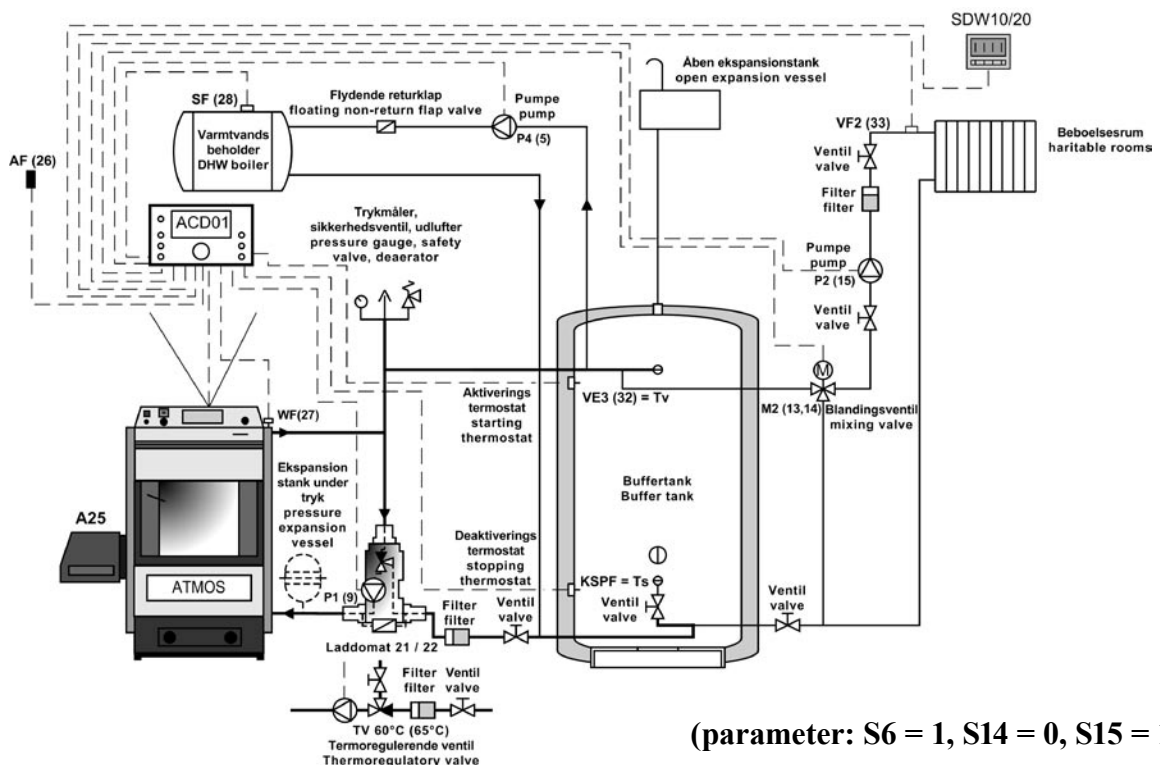 SDW10/20
Åben ekspansionstank
open expansion vessel
SF (28)
Flydende returklap
floating non-return flap valve
Pumpe
pump
P4 (5)
VF2 (33)
Varmtvands
beholder
DHW boiler
Ventil
valve
Beboelsesrum
haritable rooms
AF (26)
Filter
filter
ACD01
Trykmåler,
sikkerhedsventil, udlufter
pressure gauge, safety
valve, deaerator
Pumpe
pump
P2 (15)
Ventil
valve
M
VE3 (32) = Tv
Aktiverings
termostat
starting
thermostat
M2 (13,14)
Blandingsventil
mixing valve
WF(27)
Ekspansion
stank under
tryk
pressure
expansion
vessel
Buffertank
Buffer tank
A25
Deaktiverings
termostat
stopping
thermostat
KSPF = Ts
ATMOS
P1 (9)
Filter
filter
Ventil
valve
Ventil
valve
Ventil
valve
Laddomat 21 / 22
Filter
filter
Ventil
valve
TV 60°C (65°C)
Termoregulerende ventil
Thermoregulatory valve
(parameter: S6 = 1, S14 = 0, S15 =